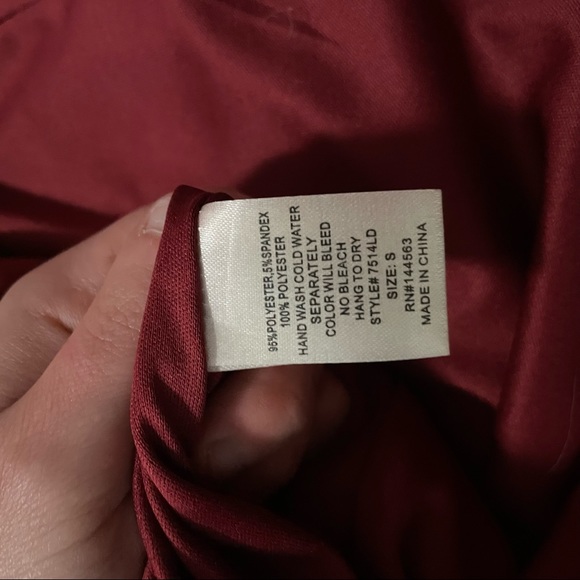 95%POLYESTER,5%SPANDEX
100% POLYESTER
HAND WASH COLD WATER
SEPARATELY
COLOR WILL BLEED
NO BLEACH
HANG TO DRY
STYLE# 7514LD
SIZE: S
RN#144563
MADE IN CHINA